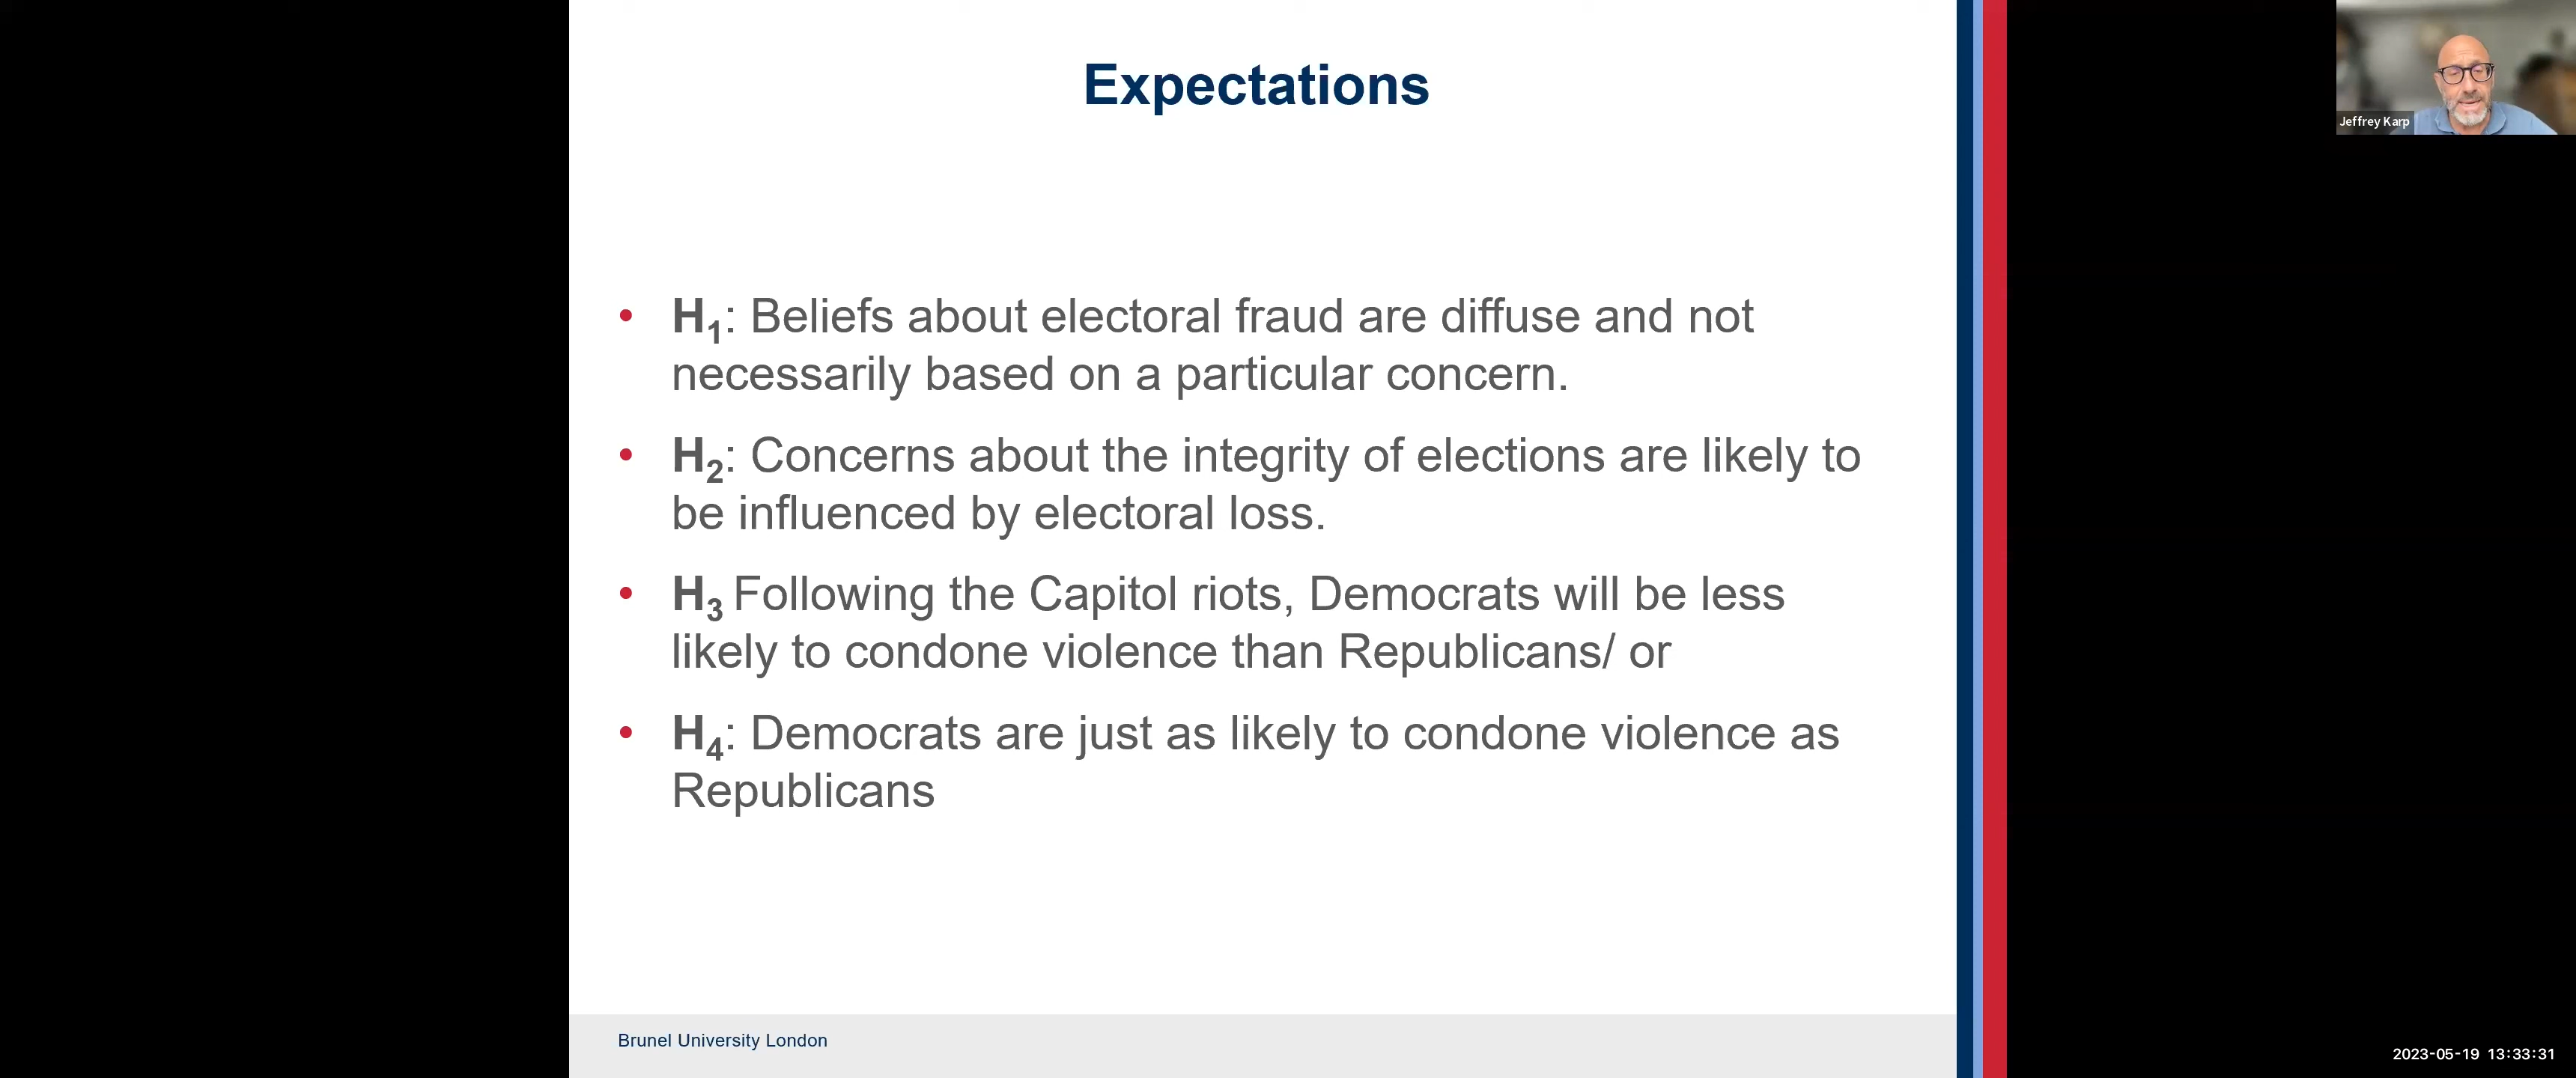 Expectations
Jeffrey Karp
• H1: Beliefs about electoral fraud are diffuse and not
necessarily based on a particular concern.
• H2: Concerns about the integrity of elections are likely to
be influenced by electoral loss.
• H3 Following the Capitol riots, Democrats will be less
likely to condone violence than Republicans/ or
• H4: Democrats are just as likely to condone violence as
Republicans
Brunel University London
2023-05-19 13:33:31